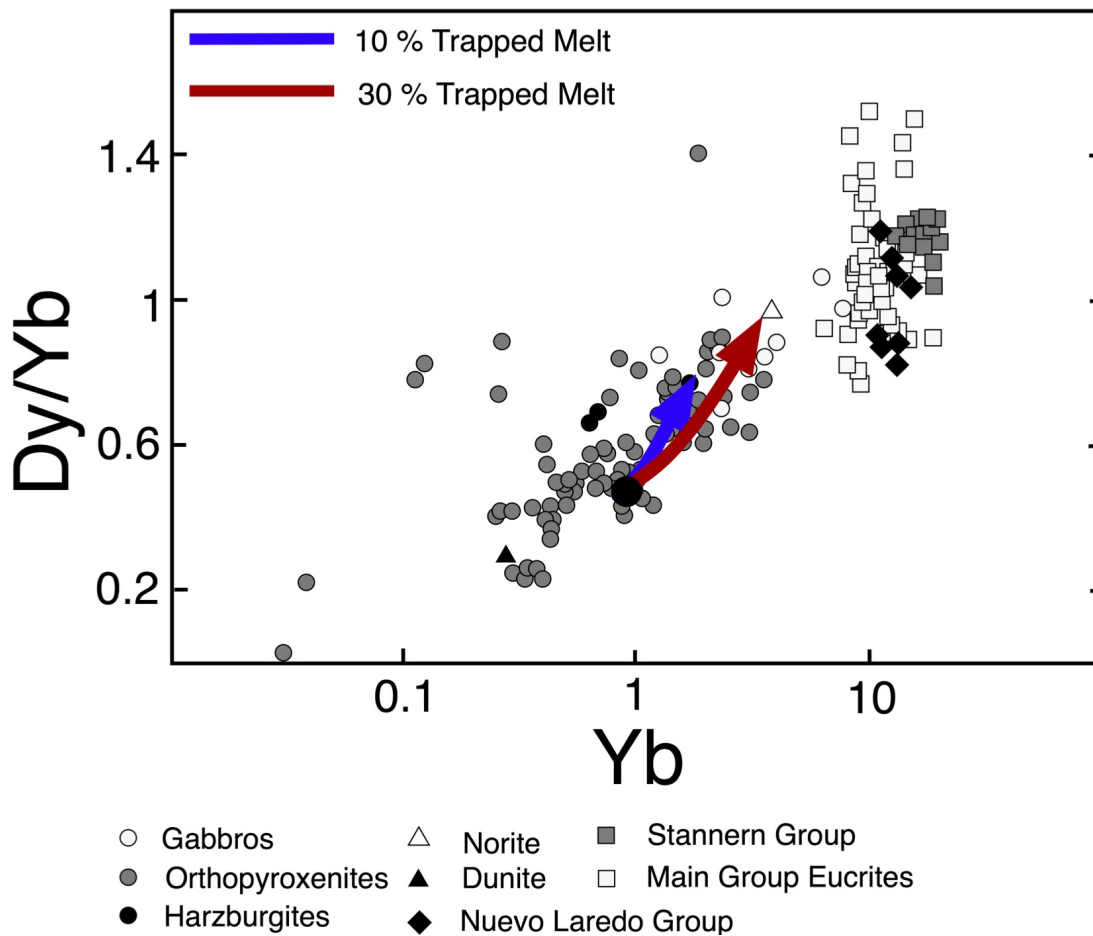 10 % Trapped Melt
30 % Trapped Melt
1.4
1
0.6
0.2
Dy/Yb
0.1 1 10
Yb
Gabbros Norite Stannern Group
Orthopyroxenites Dunite Main Group Eucrites
Harzburgites Nuevo Laredo Group